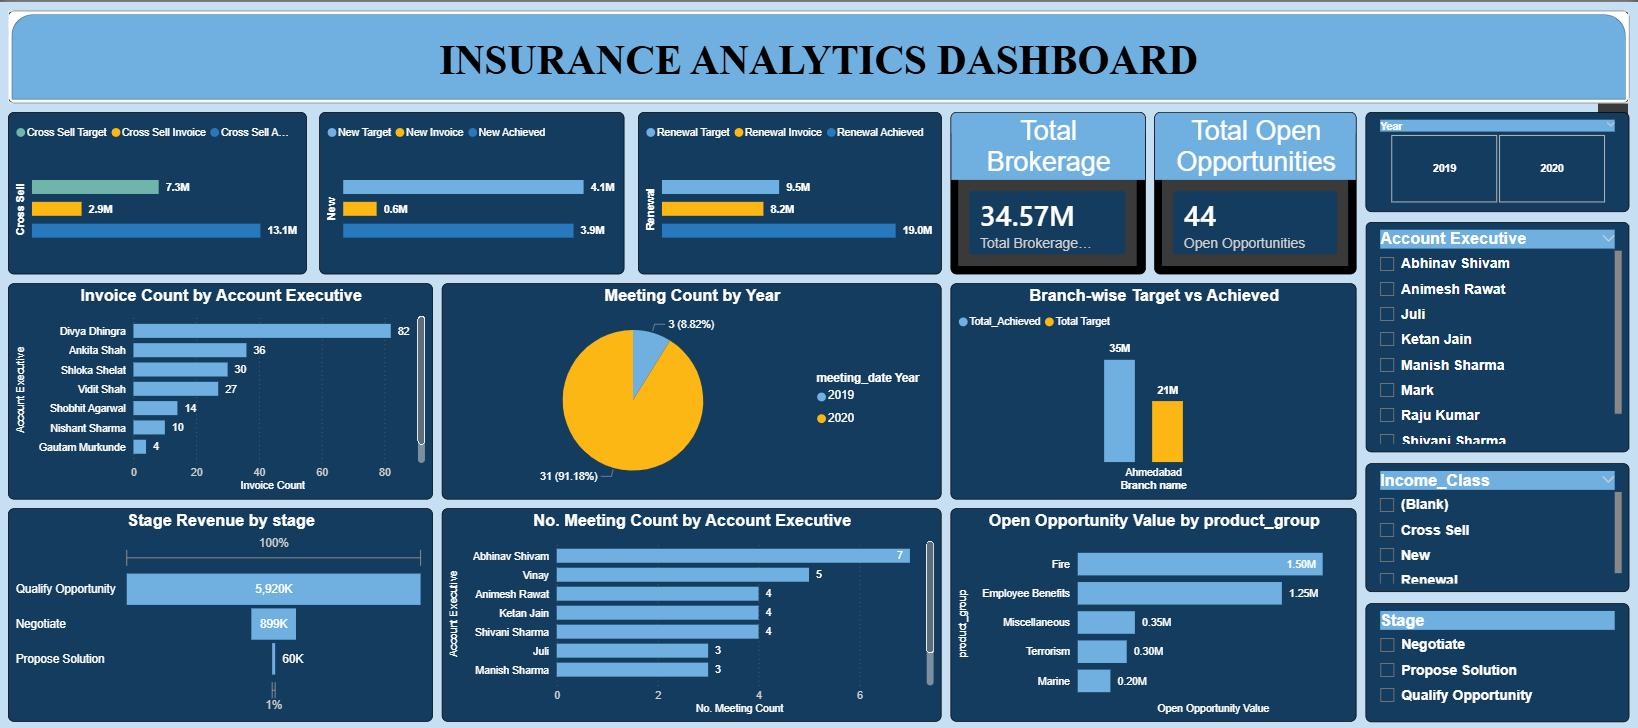 INSURANCE ANALYTICS DASHBOARD
Cross Sell Target Cross Sell Invoice Cross Sell A...
Cross Sell
7.3M
2.9M
13.1M
New Target New Invoice New Achieved
New
4.1M
0.6M
3.9M
Renewal Target Renewal Invoice Renewal Achieved
Renewal
9.5M
8.2M
19.0M
Total
Brokerage
34.57M
Total Brokerage...
Total Open
Opportunities
44
Open Opportunities
Year
2019 2020
Account Executive
Abhinav Shivam
Animesh Rawat
Juli
Ketan Jain
Manish Sharma
Mark
Raju Kumar
Shivani Sharma
Invoice Count by Account Executive
Account Executive
Divya Dhingra 82
Ankita Shah 36
Shloka Shelat 30
Vidit Shah 27
Shobhit Agarwal 14
Nishant Sharma 10
Gautam Murkunde 4
0 20 40 60 80
Invoice Count
Meeting Count by Year
3 (8.82%)
31 (91.18%)
meeting_date Year
2019
2020
Branch-wise Target vs Achieved
Total_Achieved Total Target
35M
21M
Ahmedabad
Branch name
Income_Class
(Blank)
Cross Sell
New
Renewal
Stage Revenue by stage
100%
Qualify Opportunity 5,920K
Negotiate 899K
Propose Solution 60K
1%
No. Meeting Count by Account Executive
Account Executive
Abhinav Shivam 7
Vinay 5
Animesh Rawat 4
Ketan Jain 4
Shivani Sharma 4
Juli 3
Manish Sharma 3
0 2 4 6
No. Meeting Count
Open Opportunity Value by product_group
product_group
Fire 1.50M
Employee Benefits 1.25M
Miscellaneous 0.35M
Terrorism 0.30M
Marine 0.20M
Open Opportunity Value
Stage
Negotiate
Propose Solution
Qualify Opportunity